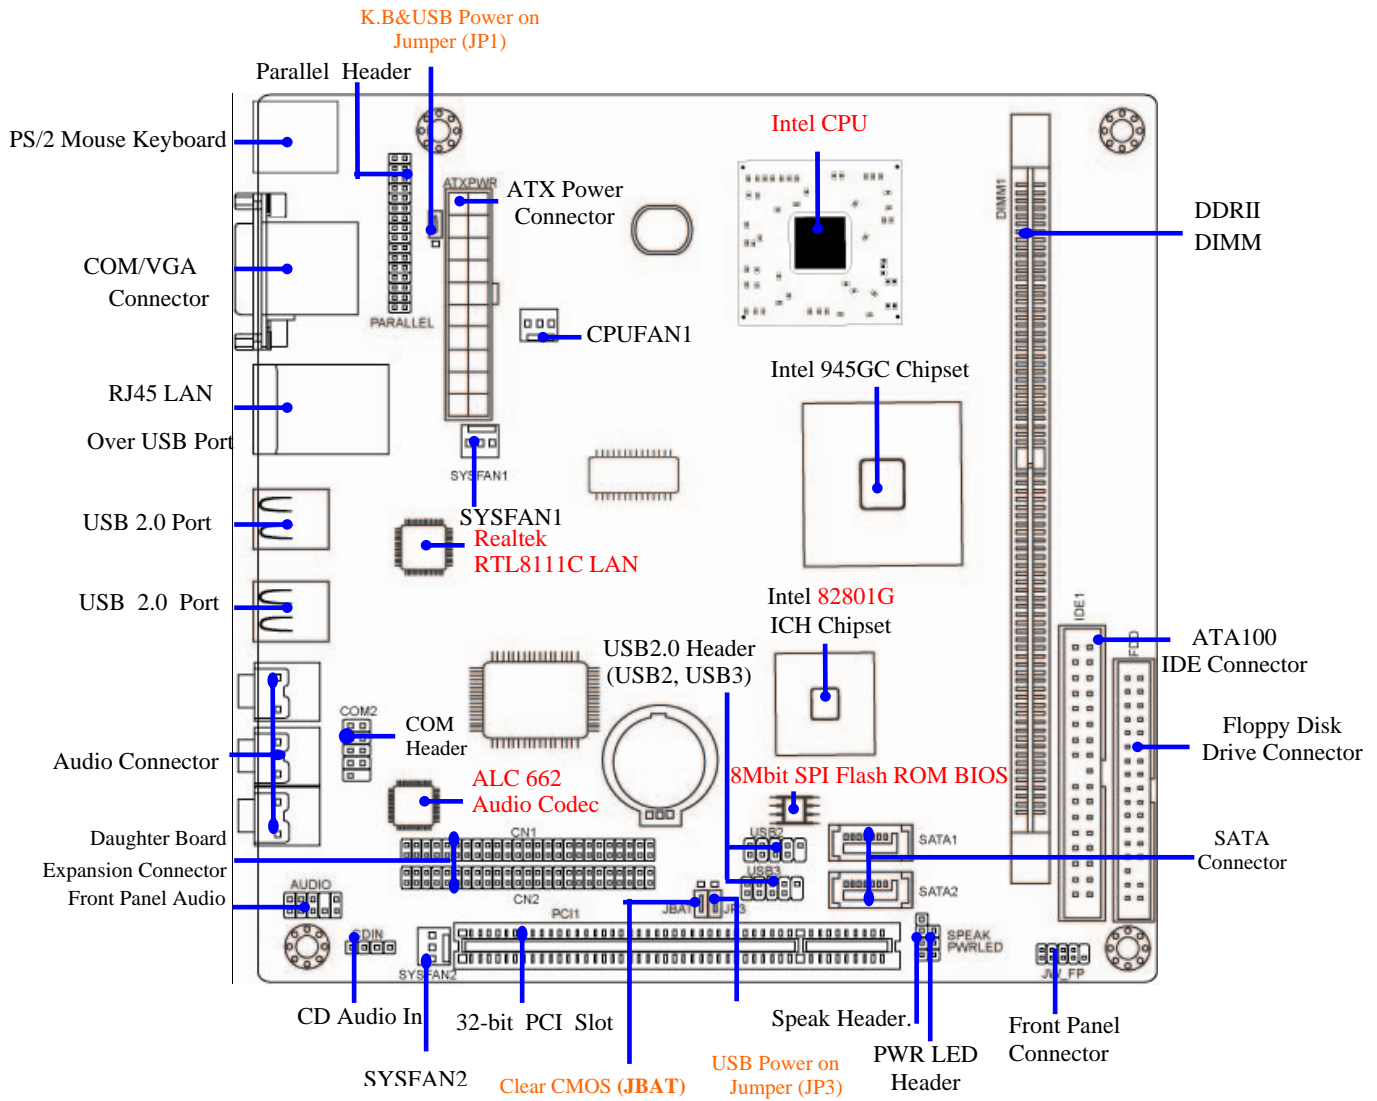 K.B&USB Power on
Jumper (JP1)
Parallel Header
PS/2 Mouse Keyboard
Intel CPU
ATXPWR
ATX Power
Connector
DIMM1
DDRII
DIMM
COM/VGA
Connector
PARALLEL
CPUFAN1
Intel 945GC Chipset
RJ45 LAN
Over USB Port
SYSFAN1
SYSFAN1
USB 2.0 Port
Realtek
RTL8111C LAN
USB 2.0 Port
Intel 82801G
ICH Chipset
IDE1
FDD
ATA100
IDE Connector
USB2.0 Header
(USB2, USB3)
COM2
COM
Header
Floppy Disk
Drive Connector
Audio Connector
ALC 662
Audio Codec
8Mbit SPI Flash ROM BIOS
Daughter Board
Expansion Connector
CN1
CN2
USB2
USB3
SATA1
SATA2
SATA
Connector
Front Panel Audio
AUDIO
JBAT
JP3
PCI1
CDIN
SYSFAN2
SPEAK
PWRLED
JW_FP
CD Audio In
32-bit PCI Slot
Speak Header.
Front Panel
Connector
PWR LED
Header
SYSFAN2
Clear CMOS (JBAT)
USB Power on
Jumper (JP3)